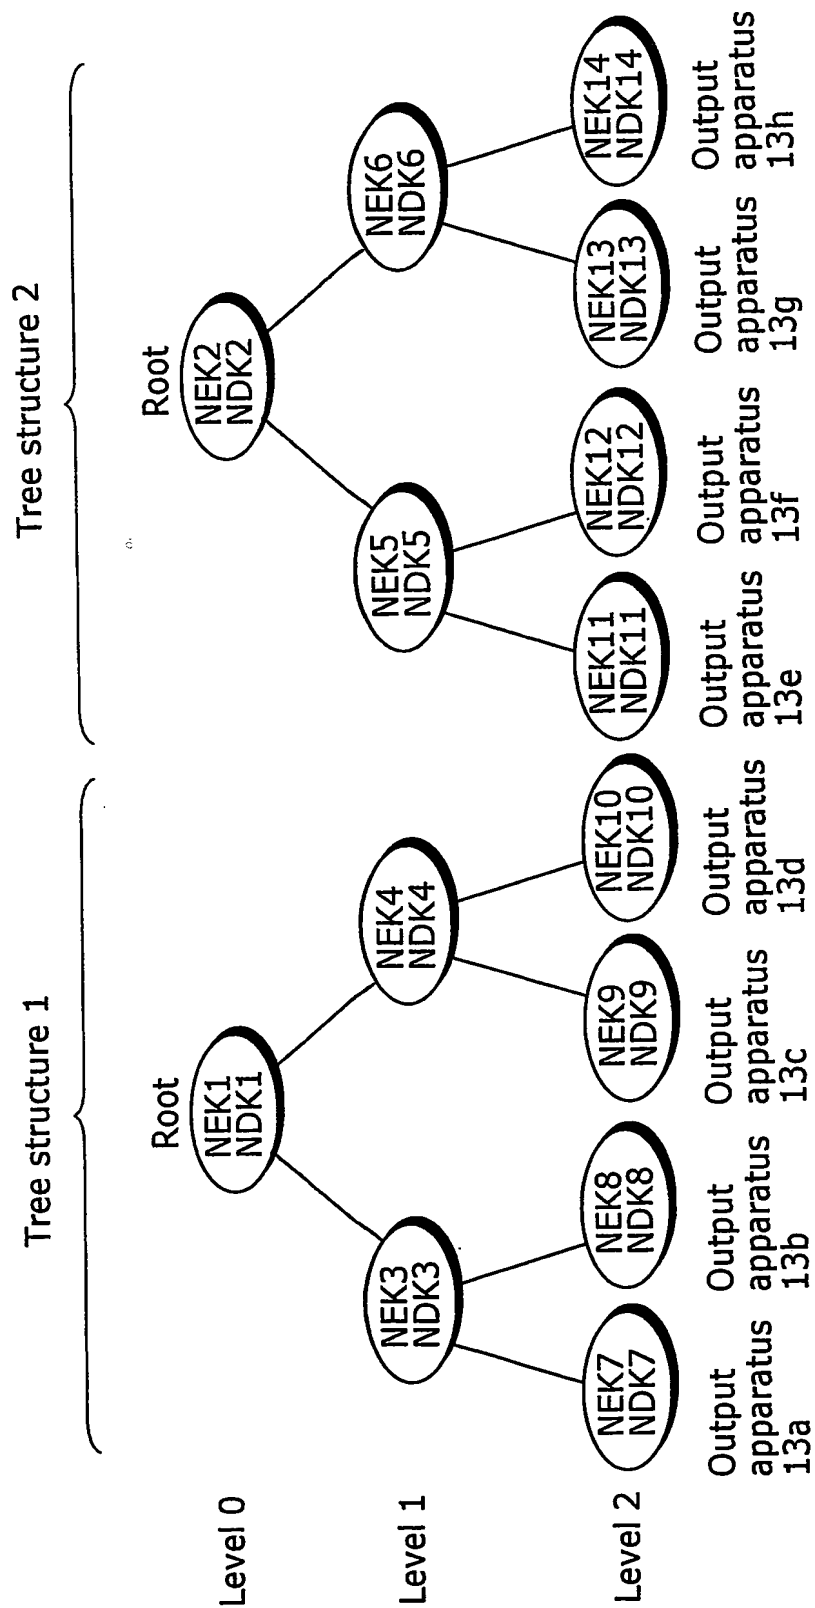 Tree structure 1
Tree structure 2
Level 0
Root
NEK1
NDK1
Root
NEK2
NDK2
Level 1
NEK3
NDK3
NEK4
NDK4
NEK5
NDK5
NEK6
NDK6
Level 2
NEK7
NDK7
NEK8
NDK8
NEK9
NDK9
NEK10
NDK10
NEK11
NDK11
NEK12
NDK12
NEK13
NDK13
NEK14
NDK14
Output
apparatus
13a
Output
apparatus
13b
Output
apparatus
13c
Output
apparatus
13d
Output
apparatus
13e
Output
apparatus
13f
Output
apparatus
13g
Output
apparatus
13h